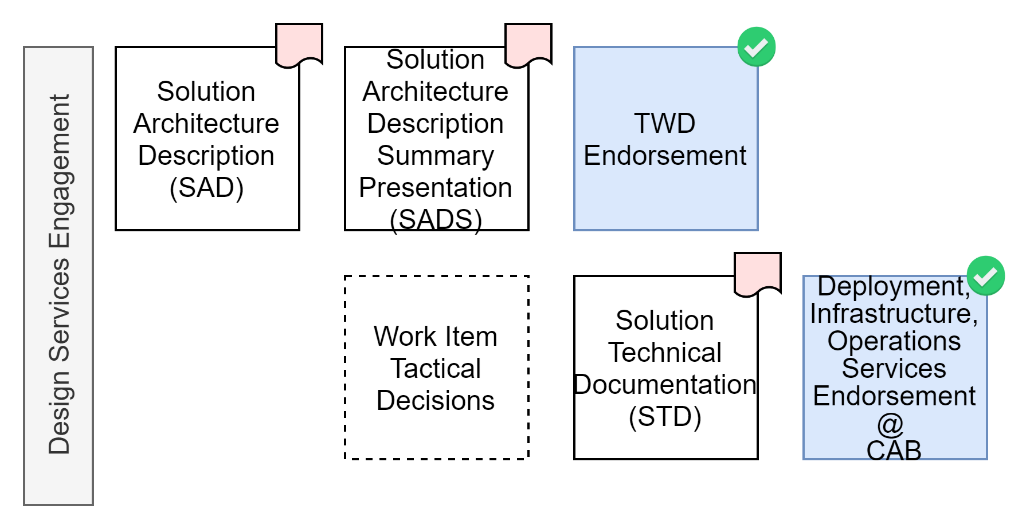 Design Services Engagement
Solution
Architecture
Description
(SAD)
Solution
Architecture
Description
Summary
Presentation
(SADS)
TWD
Endorsement
Work Item
Tactical
Decisions
Solution
Technical
Documentation
(STD)
Deployment,
Infrastructure,
Operations
Services
Endorsement
@
CAB